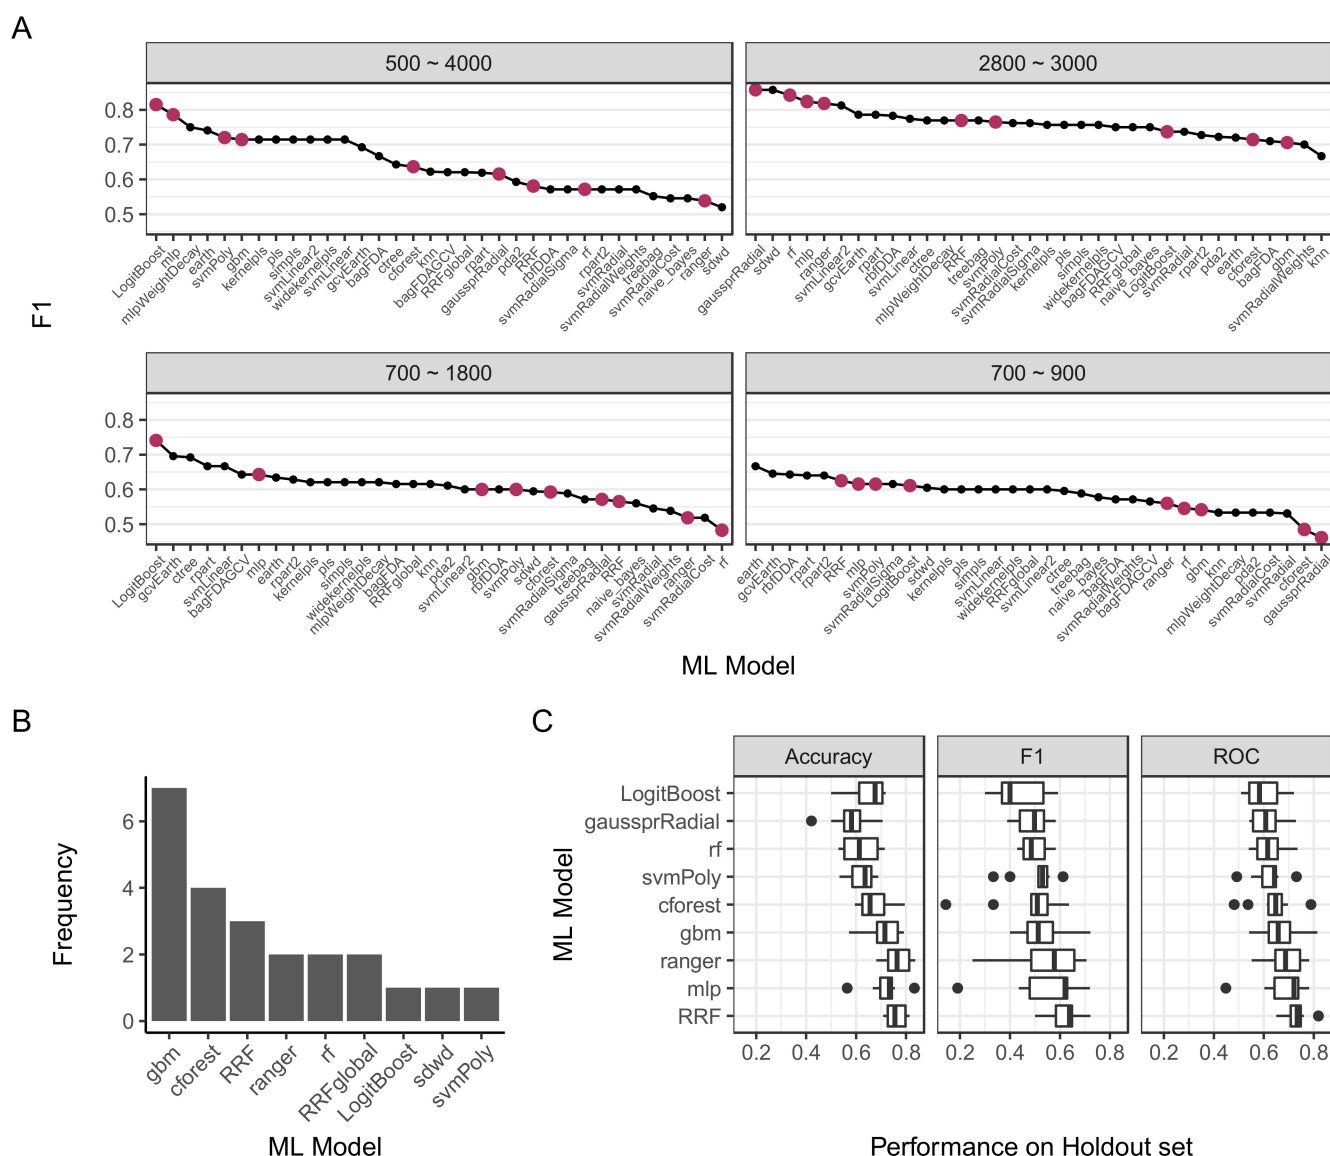 A
500 ~ 4000
2800 ~ 3000
0.8
0.7
0.6
0.5
LogitBoost mlp mlpWeightDecay earth svmPoly gbm kernelpls pls simpls svmLinear2 widekernelpls svmLinear gcvEarth bagFDA ctree cforest knn bagFDAGCV RRFglobal rpart gaussprRadial pda2 RRF rbfDDA svmRadialSigma rf rpart2 svmRadial svmRadialWeights treebag svmRadialCost naive_bayes ranger sdwd
gaussprRadial sdwd rf mlp ranger svmLinear2 gcvEarth rpart rbfDDA svmLinear ctree mlpWeightDecay RRF treebag svmPoly svmRadialCost svmRadialSigma kernelpls pls simpls widekernelpls bagFDAGCV RRFglobal naive_bayes LogitBoost svmRadial rpart2 pda2 earth cforest bagFDA gbm svmRadialWeights knn
F1
700 ~ 1800
700 ~ 900
0.8
0.7
0.6
0.5
LogitBoost gcvEarth ctree rpart svmLinear bagFDAGCV mlp earth rpart2 kernelpls pls simpls widekernelpls mlpWeightDecay bagFDA RRFglobal knn pda2 svmLinear2 gbm rbfDDA svmPoly sdwd cforest svmRadialSigma treebag gaussprRadial RRF naive_bayes svmRadial svmRadialWeights ranger svmRadialCost rf
earth gcvEarth rbfDDA rpart rpart2 RRF mlp svmPoly svmRadialSigma LogitBoost sdwd kernelpls pls simpls svmLinear widekernelpls RRFglobal svmLinear2 ctree treebag naive_bayes bagFDA svmRadialWeights bagFDAGCV ranger rf gbm knn mlpWeightDecay pda2 svmRadialCost svmRadial cforest gaussprRadial
ML Model
B
Frequency
6
4
2
0
gbm cforest RRF ranger rf RRFglobal LogitBoost sdwd svmPoly
ML Model
C
Accuracy
F1
ROC
ML Model
LogitBoost
gaussprRadial
rf
svmPoly
cforest
gbm
ranger
mlp
RRF
0.2 0.4 0.6 0.8
0.2 0.4 0.6 0.8
0.2 0.4 0.6 0.8
Performance on Holdout set